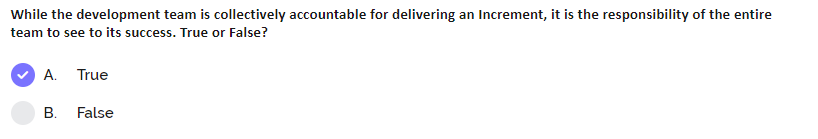 While the development team is collectively accountable for delivering an Increment, it is the responsibility of the entire
team to see to its success. True or False?
A. True
B. False